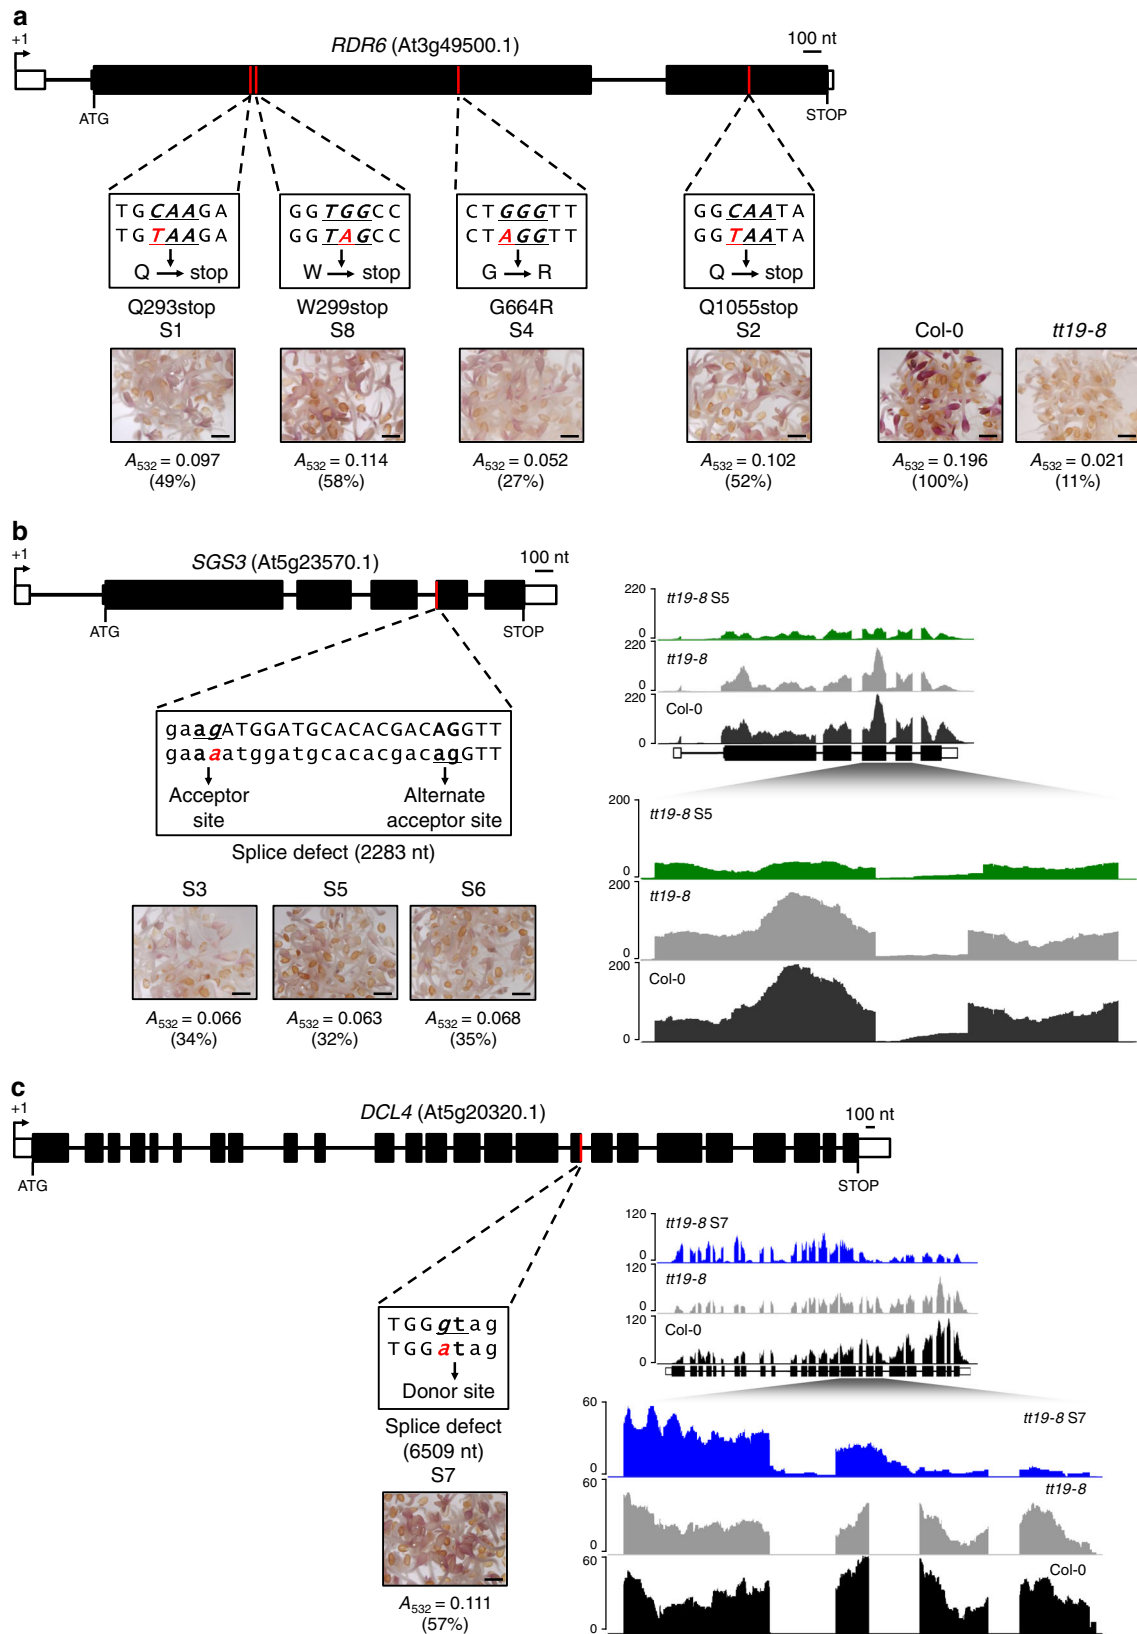 a
+1
RDR6 (At3g49500.1)
100 nt
ATG
STOP
TGCAAGA
TGTAAGA
Q → stop
Q293stop
S1
A532 = 0.097
(49%)
GGTGGCC
GGTAGCC
W → stop
W299stop
S8
A532 = 0.114
(58%)
CTGGGTT
CTAGGTT
G → R
G664R
S4
A532 = 0.052
(27%)
GGCAATA
GGTAATA
Q → stop
Q1055stop
S2
A532 = 0.102
(52%)
Col-0
A532 = 0.196
(100%)
tt19-8
A532 = 0.021
(11%)
b
+1
SGS3 (At5g23570.1)
100 nt
ATG
STOP
gaagATGGATGCACACGACAGGTT
gaaaatggatgcacacgacagGTT
Acceptor
site
Alternate
acceptor site
Splice defect (2283 nt)
S3
A532 = 0.066
(34%)
S5
A532 = 0.063
(32%)
S6
A532 = 0.068
(35%)
220
tt19-8 S5
0
220
tt19-8
0
220
Col-0
0
200
tt19-8 S5
0
200
tt19-8
0
200
Col-0
0
c
+1
DCL4 (At5g20320.1)
100 nt
ATG
STOP
TGGgtag
TGGatag
Donor site
Splice defect
(6509 nt)
S7
A532 = 0.111
(57%)
120
tt19-8 S7
0
120
tt19-8
0
120
Col-0
0
60
tt19-8 S7
0
60
tt19-8
0
60
Col-0
0